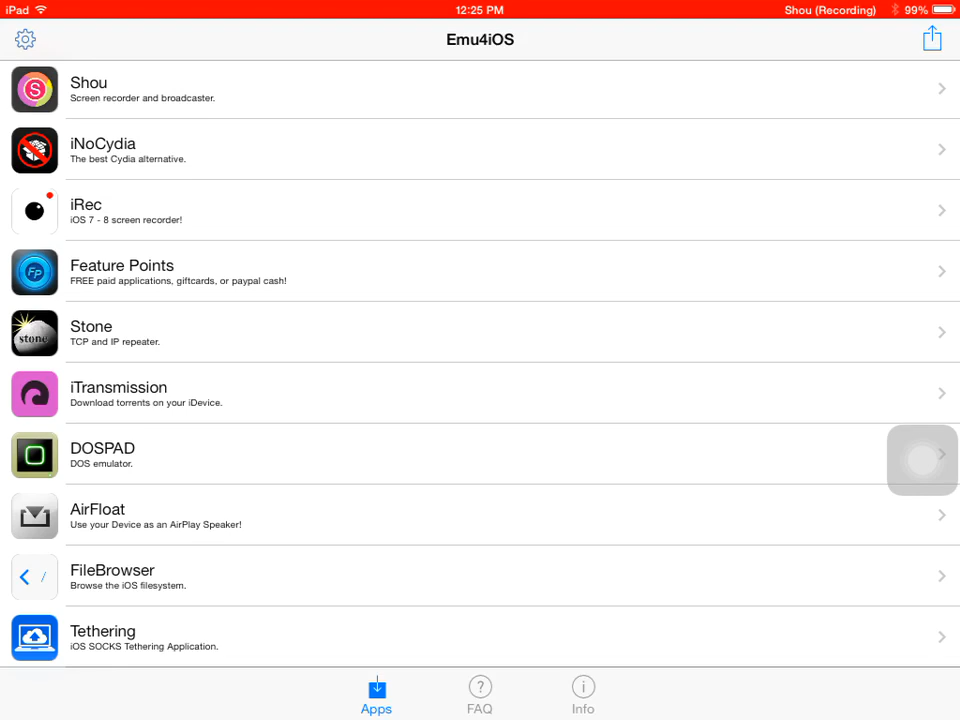 iPad 12:25 PM Shou (Recording) 99%
Emu4iOS
S
Shou
Screen recorder and broadcaster.
iNoCydia
The best Cydia alternative.
iRec
iOS 7 - 8 screen recorder!
FP
Feature Points
FREE paid applications, giftcards, or paypal cash!
stone
Stone
TCP and IP repeater.
iTransmission
Download torrents on your iDevice.
DOSPAD
DOS emulator.
AirFloat
Use your Device as an AirPlay Speaker!
/
FileBrowser
Browse the iOS filesystem.
Tethering
iOS SOCKS Tethering Application.
Apps ? FAQ i Info